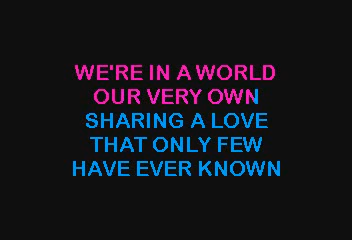 WE'RE IN A WORLD
OUR VERY OWN
SHARING A LOVE
THAT ONLY FEW
HAVE EVER KNOWN